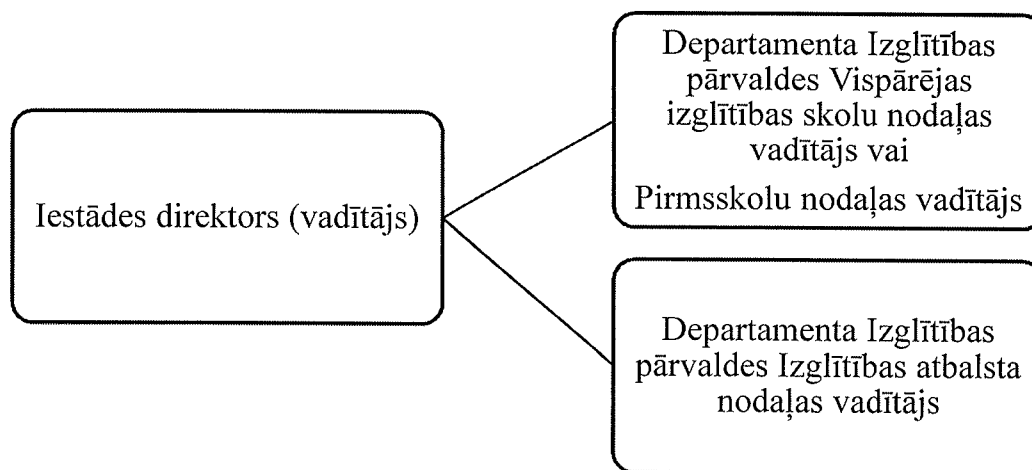 Iestādes direktors (vadītājs)
Departamenta Izglītības
pārvaldes Vispārējas
izglītības skolu nodaļas
vadītājs vai
Pirmsskolu nodaļas vadītājs
Departamenta Izglītības
pārvaldes Izglītības atbalsta
nodaļas vadītājs